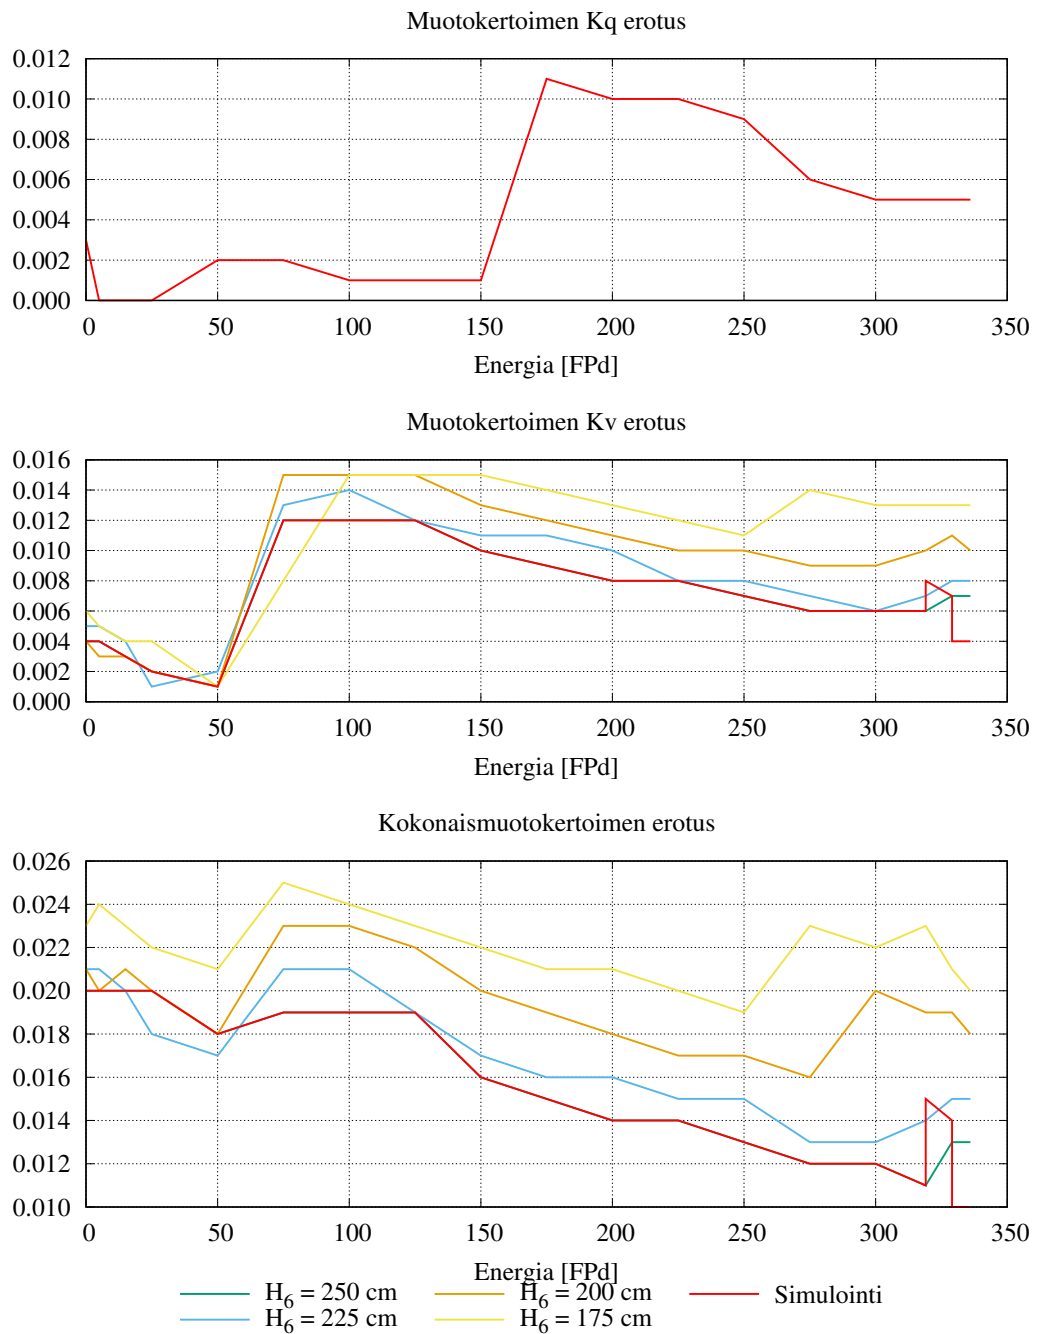 Muotokertoimen Kq erotus
0.012
0.010
0.008
0.006
0.004
0.002
0.000
0 50 100 150 200 250 300 350
Energia [FPd]
Muotokertoimen Kv erotus
0.016
0.014
0.012
0.010
0.008
0.006
0.004
0.002
0.000
0 50 100 150 200 250 300 350
Energia [FPd]
Kokonaismuotokertoimen erotus
0.026
0.024
0.022
0.020
0.018
0.016
0.014
0.012
0.010
0 50 100 150 200 250 300 350
Energia [FPd]
H₆ = 250 cm H₆ = 200 cm Simulointi
H₆ = 225 cm H₆ = 175 cm